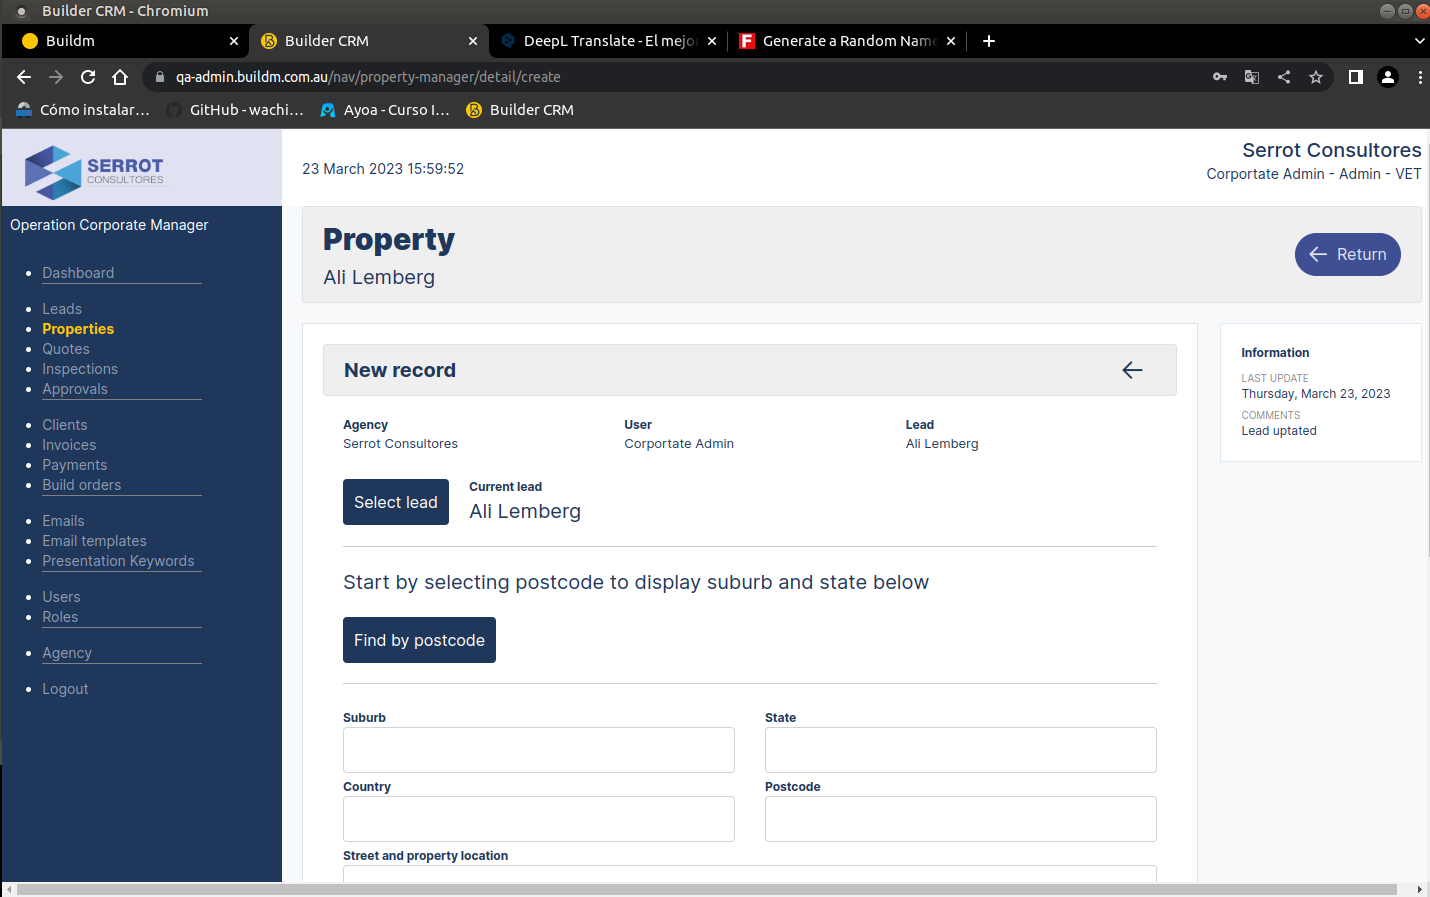 Builder CRM - Chromium
Buildm
Builder CRM
DeepL Translate - El mejo
Generate a Random Name
qa-admin.buildm.com.au/nav/property-manager/detail/create
Cómo instalar...
GitHub - wachi...
Ayoa - Curso I...
Builder CRM
SERROT
CONSULTORES
23 March 2023 15:59:52
Serrot Consultores
Corportate Admin - Admin - VET
Operation Corporate Manager
Dashboard
Leads
Properties
Quotes
Inspections
Approvals
Clients
Invoices
Payments
Build orders
Emails
Email templates
Presentation Keywords
Users
Roles
Agency
Logout
Property
Ali Lemberg
Return
New record
Agency
Serrot Consultores
User
Corportate Admin
Lead
Ali Lemberg
Select lead
Current lead
Ali Lemberg
Start by selecting postcode to display suburb and state below
Find by postcode
Suburb
State
Country
Postcode
Street and property location
Information
LAST UPDATE
Thursday, March 23, 2023
COMMENTS
Lead uptated